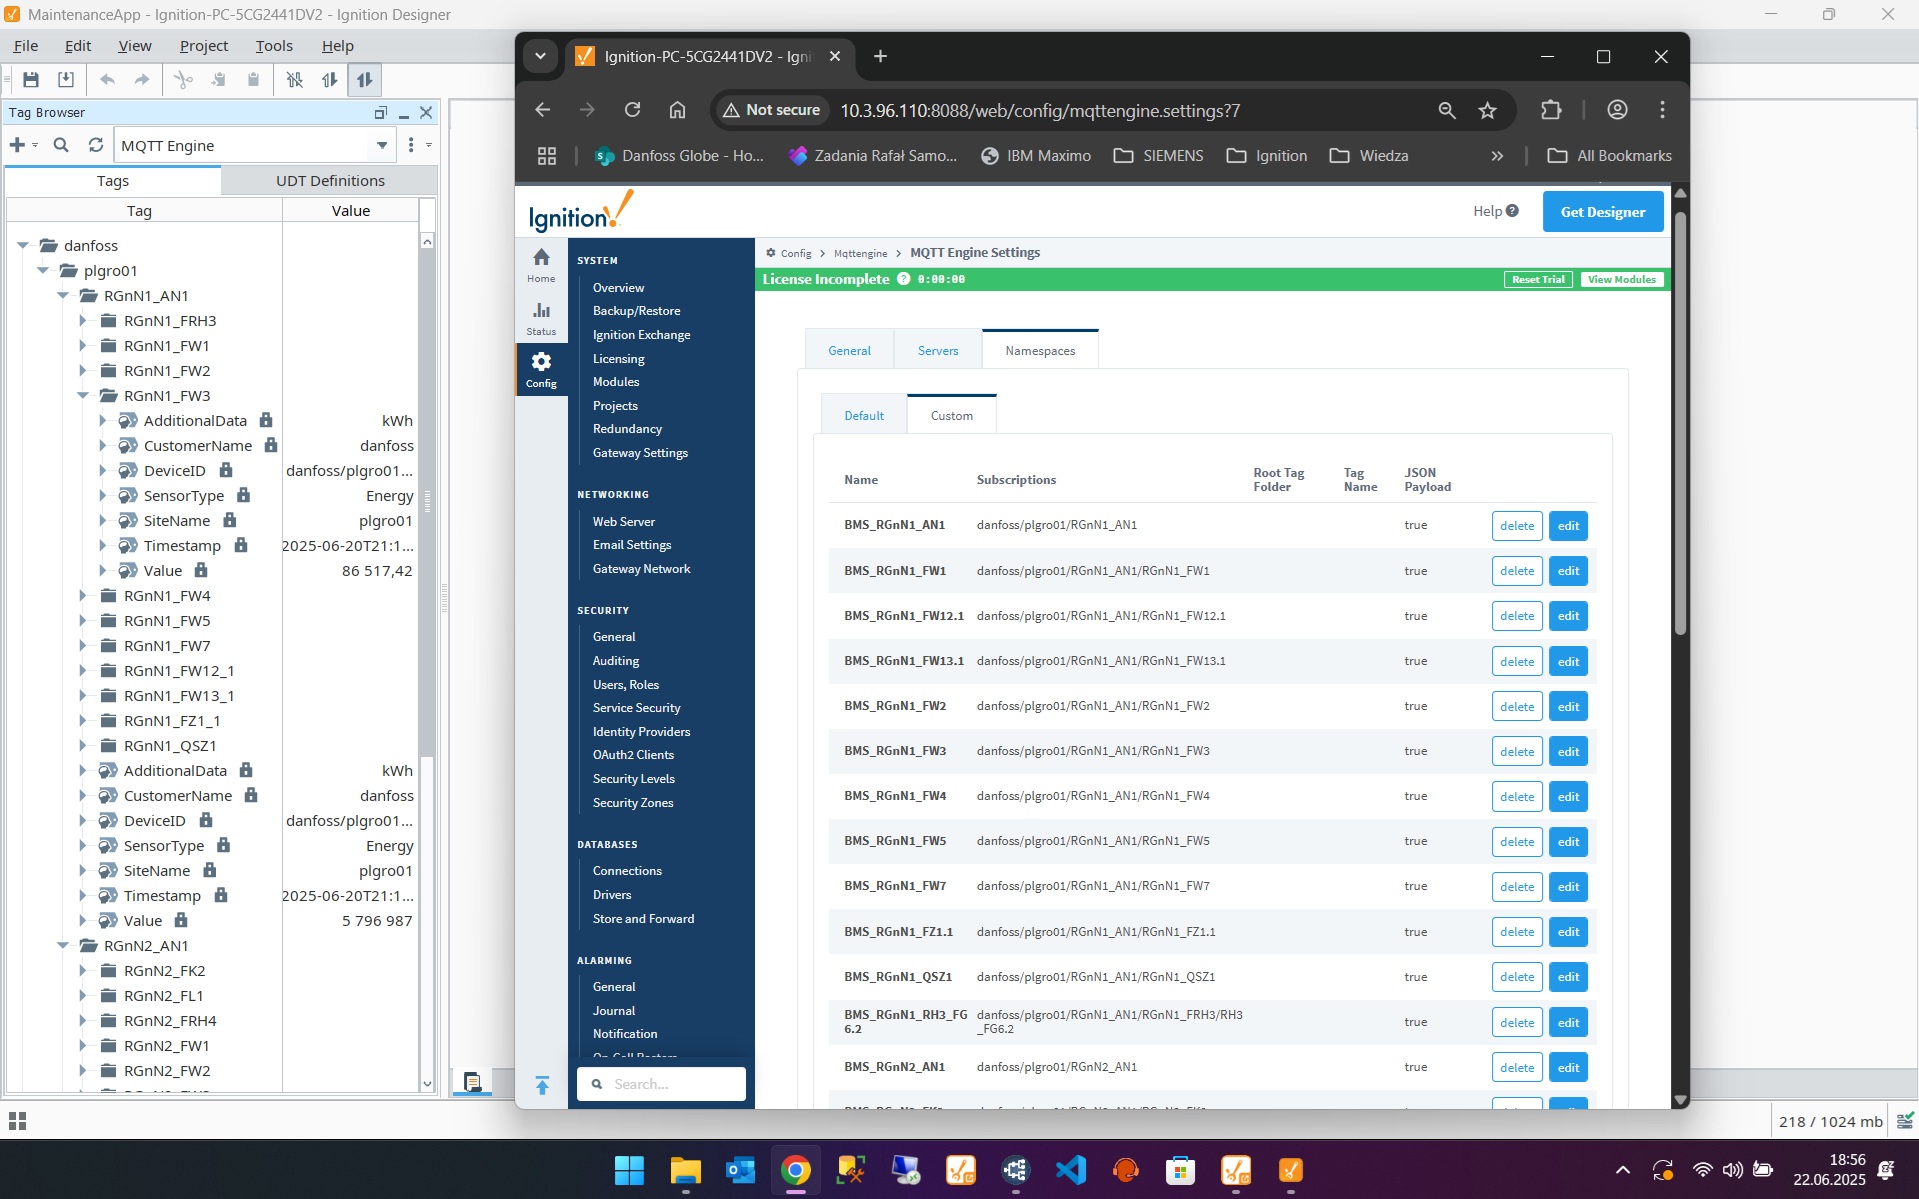 MaintenanceApp - Ignition-PC-5CG2441DV2 - Ignition Designer
File Edit View Project Tools Help
Tag Browser
MQTT Engine
Tags UDT Definitions
Tag Value
danfoss
plgro01
RGnN1_AN1
RGnN1_FRH3
RGnN1_FW1
RGnN1_FW2
RGnN1_FW3
AdditionalData kWh
CustomerName danfoss
DeviceID danfoss/plgro01...
SensorType Energy
SiteName plgro01
Timestamp 2025-06-20T21:1...
Value 86 517,42
RGnN1_FW4
RGnN1_FW5
RGnN1_FW7
RGnN1_FW12_1
RGnN1_FW13_1
RGnN1_FZ1_1
RGnN1_QSZ1
AdditionalData kWh
CustomerName danfoss
DeviceID danfoss/plgro01...
SensorType Energy
SiteName plgro01
Timestamp 2025-06-20T21:1...
Value 5 796 987
RGnN2_AN1
RGnN2_FK2
RGnN2_FL1
RGnN2_FRH4
RGnN2_FW1
RGnN2_FW2
Ignition-PC-5CG2441DV2 - Igni
Not secure 10.3.96.110:8088/web/config/mqttengine.settings?7
Danfoss Globe - Ho... Zadania Rafał Samo... IBM Maximo SIEMENS Ignition Wiedza » All Bookmarks
Ignition!
Help Get Designer
Home
Status
Config
SYSTEM
Overview
Backup/Restore
Ignition Exchange
Licensing
Modules
Projects
Redundancy
Gateway Settings
NETWORKING
Web Server
Email Settings
Gateway Network
SECURITY
General
Auditing
Users, Roles
Service Security
Identity Providers
OAuth2 Clients
Security Levels
Security Zones
DATABASES
Connections
Drivers
Store and Forward
ALARMING
General
Journal
Notification
Search...
Config > Mqttengine > MQTT Engine Settings
License Incomplete ? 0:00:00 Reset Trial View Modules
General Servers Namespaces
Default Custom
Name Subscriptions Root Tag Folder Tag Name JSON Payload
BMS_RGnN1_AN1 danfoss/plgro01/RGnN1_AN1 true delete edit
BMS_RGnN1_FW1 danfoss/plgro01/RGnN1_AN1/RGnN1_FW1 true delete edit
BMS_RGnN1_FW12.1 danfoss/plgro01/RGnN1_AN1/RGnN1_FW12.1 true delete edit
BMS_RGnN1_FW13.1 danfoss/plgro01/RGnN1_AN1/RGnN1_FW13.1 true delete edit
BMS_RGnN1_FW2 danfoss/plgro01/RGnN1_AN1/RGnN1_FW2 true delete edit
BMS_RGnN1_FW3 danfoss/plgro01/RGnN1_AN1/RGnN1_FW3 true delete edit
BMS_RGnN1_FW4 danfoss/plgro01/RGnN1_AN1/RGnN1_FW4 true delete edit
BMS_RGnN1_FW5 danfoss/plgro01/RGnN1_AN1/RGnN1_FW5 true delete edit
BMS_RGnN1_FW7 danfoss/plgro01/RGnN1_AN1/RGnN1_FW7 true delete edit
BMS_RGnN1_FZ1.1 danfoss/plgro01/RGnN1_AN1/RGnN1_FZ1.1 true delete edit
BMS_RGnN1_QSZ1 danfoss/plgro01/RGnN1_AN1/RGnN1_QSZ1 true delete edit
BMS_RGnN1_RH3_FG danfoss/plgro01/RGnN1_AN1/RGnN1_FRH3/RH3
6.2 _FG6.2 true delete edit
BMS_RGnN2_AN1 danfoss/plgro01/RGnN2_AN1 true delete edit
218 / 1024 mb
18:56
22.06.2025